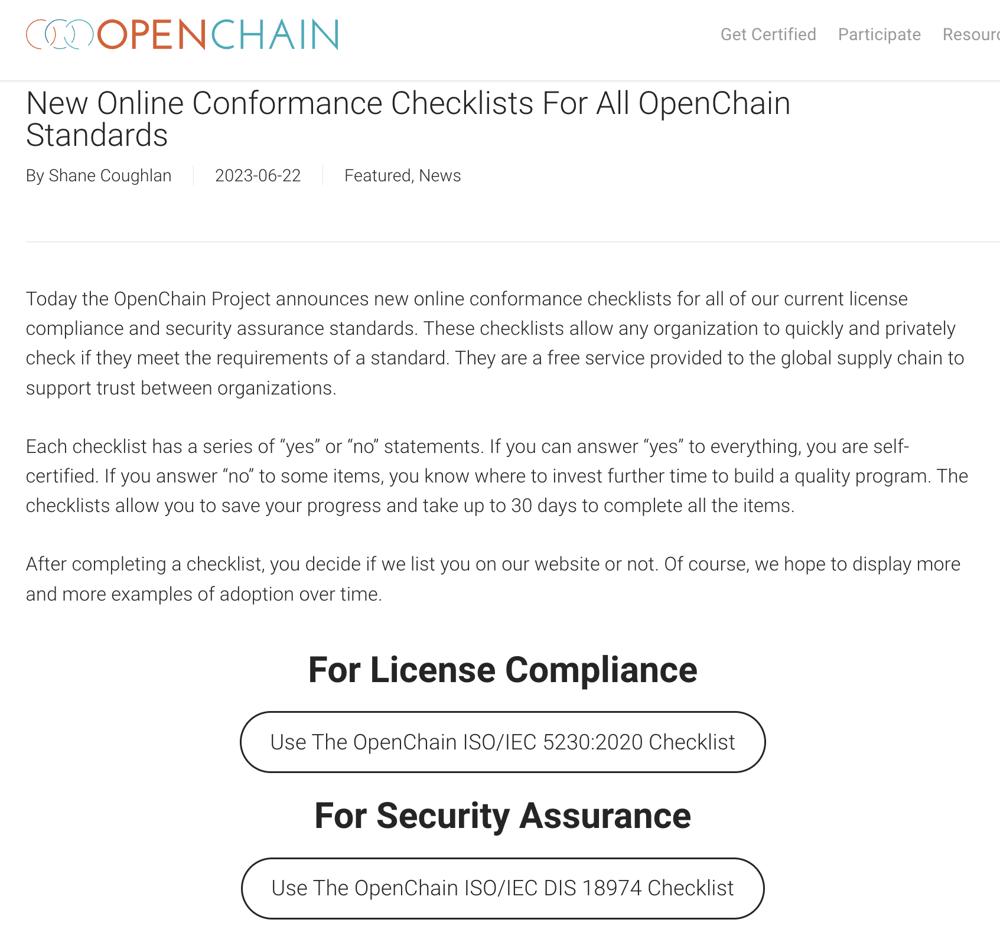 OPENCHAIN
Get Certified Participate
New Online Conformance Checklists For All OpenChain
Standards
By Shane Coughlan 2023-06-22 Featured, News
Today the OpenChain Project announces new online conformance checklists for all of our current license
compliance and security assurance standards. These checklists allow any organization to quickly and privately
check if they meet the requirements of a standard. They are a free service provided to the global supply chain to
support trust between organizations.
Each checklist has a series of “yes” or “no” statements. If you can answer “yes” to everything, you are self-
certified. If you answer “no” to some items, you know where to invest further time to build a quality program. The
checklists allow you to save your progress and take up to 30 days to complete all the items.
After completing a checklist, you decide if we list you on our website or not. Of course, we hope to display more
and more examples of adoption over time.
For License Compliance
Use The OpenChain ISO/IEC 5230:2020 Checklist
For Security Assurance
Use The OpenChain ISO/IEC DIS 18974 Checklist